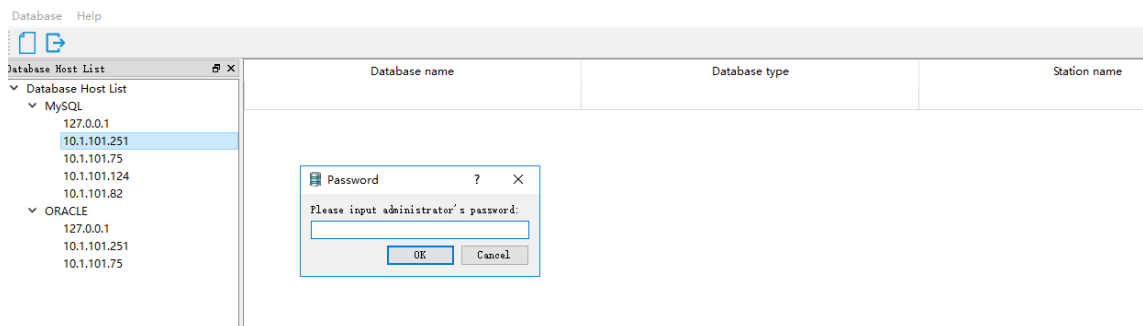 Database Help
Database Host List
Database name Database type Station name
Database Host List
MySQL
127.0.0.1
10.1.101.251
10.1.101.75
10.1.101.124
10.1.101.82
ORACLE
127.0.0.1
10.1.101.251
10.1.101.75
Password ?
Please input administrator's password:
OK Cancel